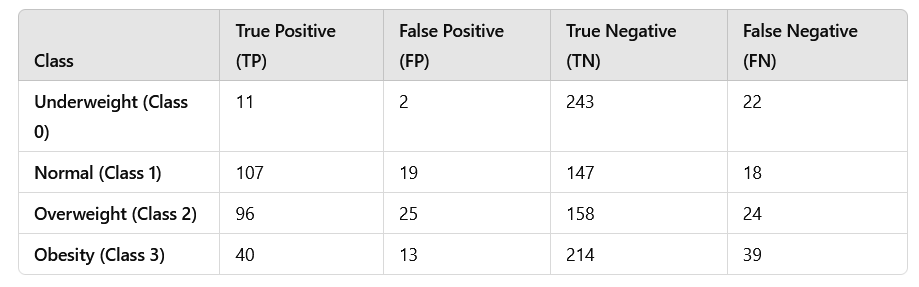 Class True Positive (TP) False Positive (FP) True Negative (TN) False Negative (FN)
Underweight (Class 0) 11 2 243 22
Normal (Class 1) 107 19 147 18
Overweight (Class 2) 96 25 158 24
Obesity (Class 3) 40 13 214 39